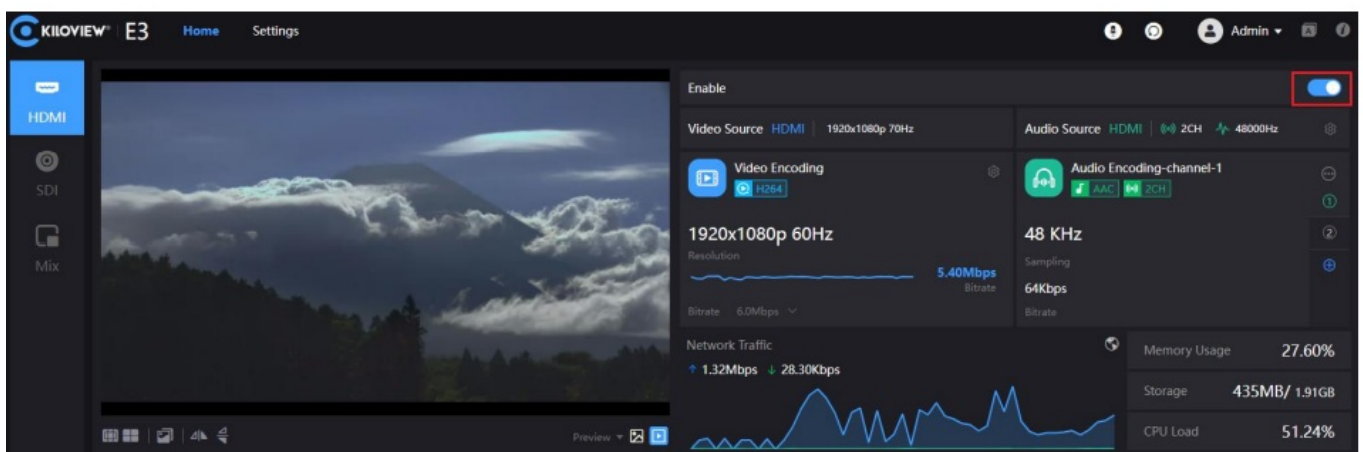 KILOVIEW® E3 Home Settings Admin
HDMI
SDI
Mix
Enable
Video Source HDMI 1920x1080p 70Hz
Audio Source HDMI 2CH 48000Hz
Video Encoding
H264
Audio Encoding-channel-1
AAC 2CH
1
1920x1080p 60Hz
Resolution
5.40Mbps
Bitrate
Bitrate 6.0Mbps
48 KHz
2
Sampling
64Kbps
Bitrate
Network Traffic
1.32Mbps 28.30Kbps
Memory Usage 27.60%
Storage 435MB/ 1.91GB
CPU Load 51.24%
Preview